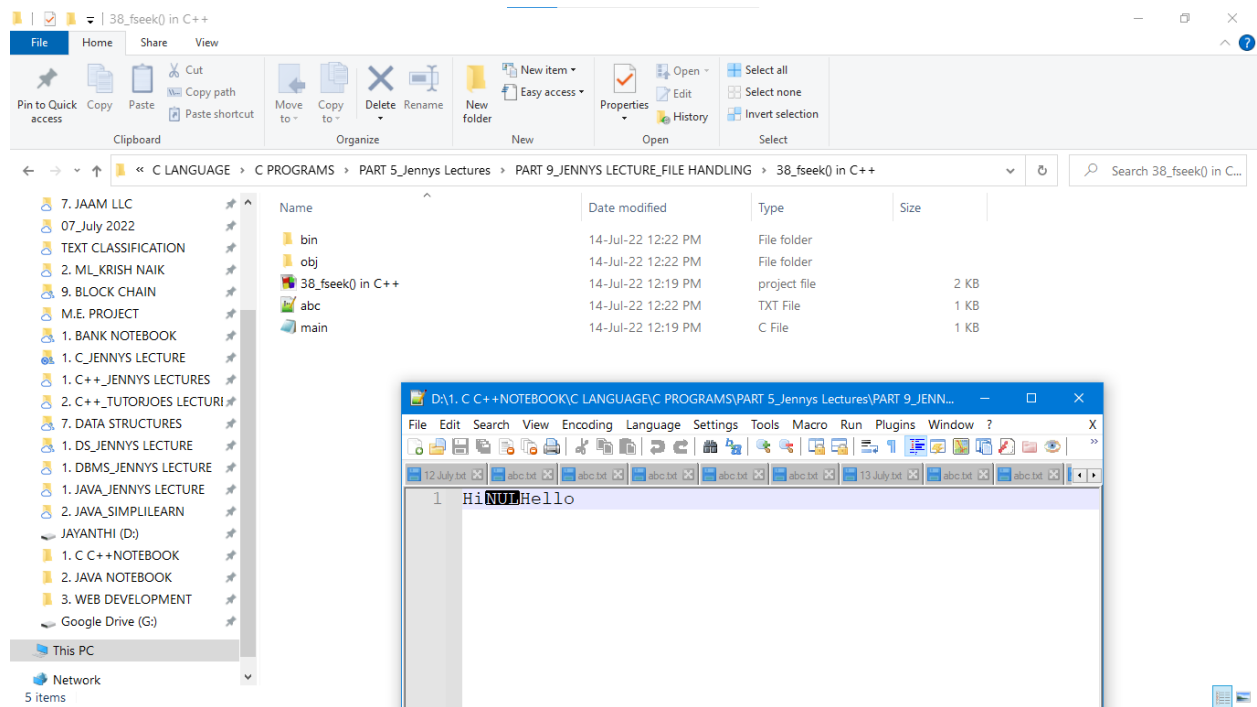 38_fseek() in C++
File Home Share View
Pin to Quick access
Copy
Paste
Cut
Copy path
Paste shortcut
Clipboard
Move to
Copy to
Delete
Rename
Organize
New folder
New item
Easy access
New
Properties
Open
Edit
History
Open
Select all
Select none
Invert selection
Select
« C LANGUAGE > C PROGRAMS > PART 5_Jennys Lectures > PART 9_JENNYS LECTURE_FILE HANDLING > 38_fseek() in C++
Search 38_fseek() in C...
7. JAAM LLC
07_July 2022
TEXT CLASSIFICATION
2. ML_KRISH NAIK
9. BLOCK CHAIN
M.E. PROJECT
1. BANK NOTEBOOK
1. C_JENNYS LECTURE
1. C++_JENNYS LECTURES
2. C++_TUTORJOES LECTURE
7. DATA STRUCTURES
1. DS_JENNYS LECTURE
1. DBMS_JENNYS LECTURE
1. JAVA_JENNYS LECTURE
2. JAVA_SIMPLILEARN
JAYANTHI (D:)
1. C C++NOTEBOOK
2. JAVA NOTEBOOK
3. WEB DEVELOPMENT
Google Drive (G:)
This PC
Network
5 items
Name Date modified Type Size
bin 14-Jul-22 12:22 PM File folder
obj 14-Jul-22 12:22 PM File folder
38_fseek() in C++ 14-Jul-22 12:19 PM project file 2 KB
abc 14-Jul-22 12:22 PM TXT File 1 KB
main 14-Jul-22 12:19 PM C File 1 KB
D:\1. C C++NOTEBOOK\C LANGUAGE\C PROGRAMS\PART 5_Jennys Lectures\PART 9_JENN...
File Edit Search View Encoding Language Settings Tools Macro Run Plugins Window ? X
12 July.txt abc.txt abc.txt abc.txt abc.txt abc.txt 13 July.txt abc.txt abc.txt
1 HiNULHello